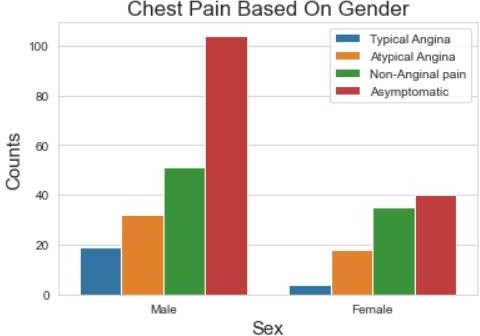 Chest Pain Based On Gender
Typical Angina
Atypical Angina
Non-Anginal pain
Asymptomatic
100
80
60
40
20
0
Counts
Male Female
Sex